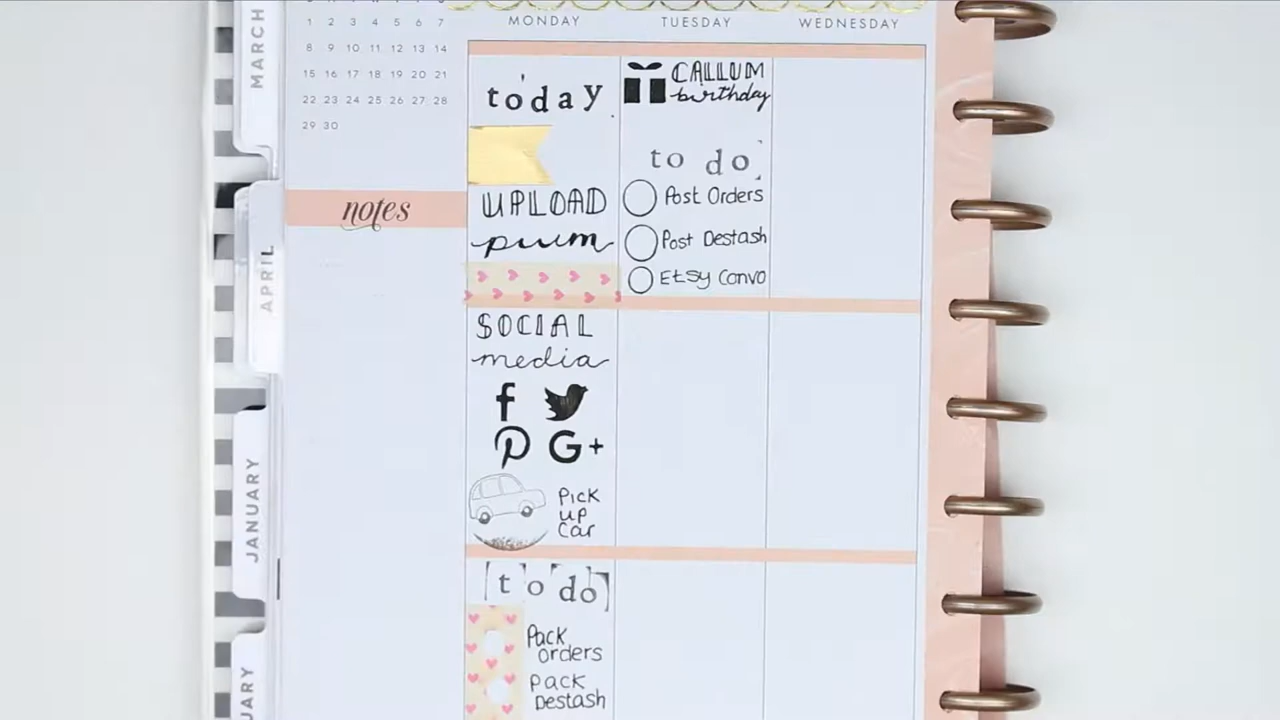 MARCH
APRIL
JANUARY
UARY
1 2 3 4 5 6 7
8 9 10 11 12 13 14
15 16 17 18 19 20 21
22 23 24 25 26 27 28
29 30
notes
MONDAY
today
UPLOAD
SOCIAL
media
f
P G+
Pick
up
Car
to do
Pack
orders
PACK
Destash
TUESDAY
CALLUM
birthday
to do
Post Orders
Post Destash
Etsy Convo
WEDNESDAY